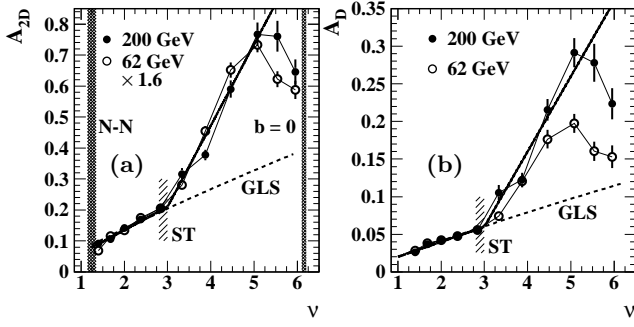 A2D
0.8
0.7
0.6
0.5
0.4
0.3
0.2
0.1
0
1 2 3 4 5 6
ν
200 GeV
62 GeV
× 1.6
N-N
(a)
b = 0
GLS
ST
AD
0.35
0.3
0.25
0.2
0.15
0.1
0.05
0
1 2 3 4 5 6
ν
200 GeV
62 GeV
(b)
GLS
ST